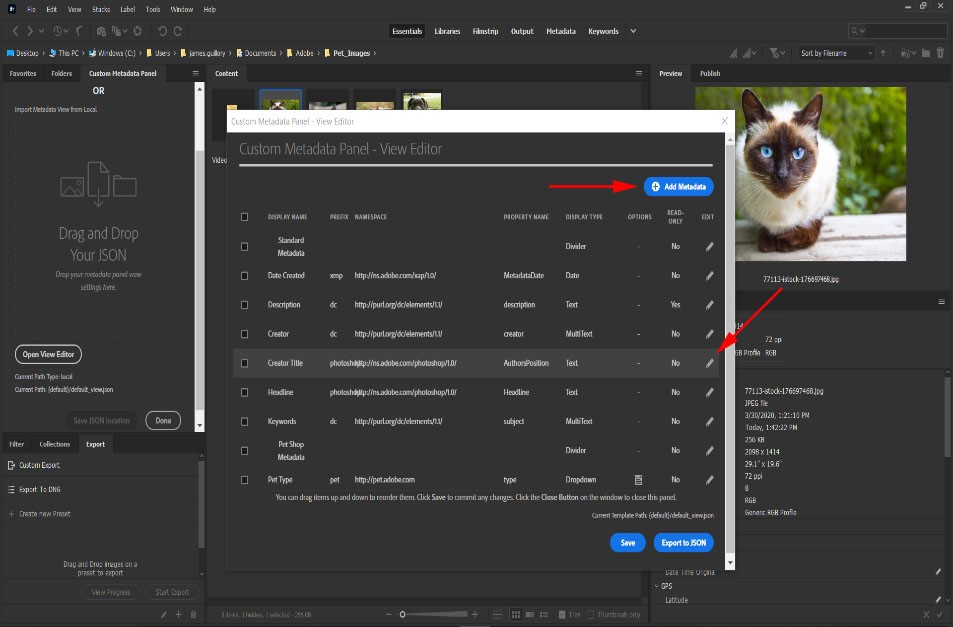 Br File Edit View Stacks Label Tools Window Help
Essentials Libraries Filmstrip Output Metadata Keywords
Desktop > This PC > Windows (C:) > Users > james.guillory > Documents > Adobe > Pet_Images >
Sort by Filename
Favorites Folders Custom Metadata Panel
Content
Preview Publish
OR
Import Metadata View from Local
Drag and Drop
Your JSON
Drop your metadata panel view
settings here.
Open View Editor
Current Path Type: local
Current Path: {default}/default_view.json
Save JSON location Done
Filter Collections Export
Custom Export
Export To DNG
Create new Preset
Drag and Drop images on a
preset to export
View Progress Start Export
Video
Custom Metadata Panel - View Editor
Custom Metadata Panel - View Editor
Add Metadata
DISPLAY NAME PREFIX NAMESPACE PROPERTY NAME DISPLAY TYPE OPTIONS READ-ONLY EDIT
Standard
Metadata Divider - No
Date Created xmp http://ns.adobe.com/xap/1.0/ MetadataDate Date - No
Description dc http://purl.org/dc/elements/1.1/ description Text - Yes
Creator dc http://purl.org/dc/elements/1.1/ creator MultiText - No
Creator Title photoshop http://ns.adobe.com/photoshop/1.0/ AuthorsPosition Text - No
Headline photoshop http://ns.adobe.com/photoshop/1.0/ Headline Text - No
Keywords dc http://purl.org/dc/elements/1.1/ subject MultiText - No
Pet Shop
Metadata Divider - No
Pet Type pet http://pet.adobe.com type Dropdown No
You can drag items up and down to reorder them. Click Save to commit any changes. Click the Close Button on the window to close this panel.
Current Template Path: {default}/default_view.json
Save Export to JSON
8 items, 1 hidden, 1 selected - 256 KB
Tiles Thumbnail only
77113-istock-176697468.jpg
72 ppi
GB Profile RGB
77113-istock-176697468.jpg
JPEG file
3/30/2020, 1:21:10 PM
Today, 1:42:22 PM
256 KB
2098 x 1414
29.1" x 19.6"
72 ppi
8
RGB
Generic RGB Profile
Date Time Original
GPS
Latitude